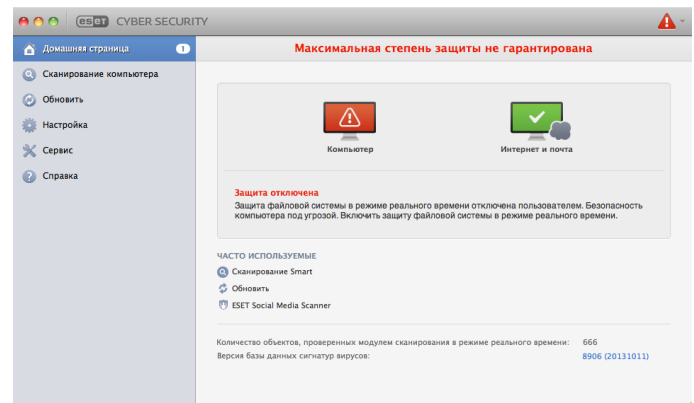 eset CYBER SECURITY
Домашняя страница 1
Максимальная степень защиты не гарантирована
Сканирование компьютера
Обновить
Настройка
Сервис
Справка
Компьютер
Интернет и почта
Защита отключена
Защита файловой системы в режиме реального времени отключена пользователем. Безопасность
компьютера под угрозой. Включить защиту файловой системы в режиме реального времени.
ЧАСТО ИСПОЛЬЗУЕМЫЕ
Сканирование Smart
Обновить
ESET Social Media Scanner
Количество объектов, проверенных модулем сканирования в режиме реального времени: 666
Версия базы данных сигнатур вирусов: 8906 (20131011)